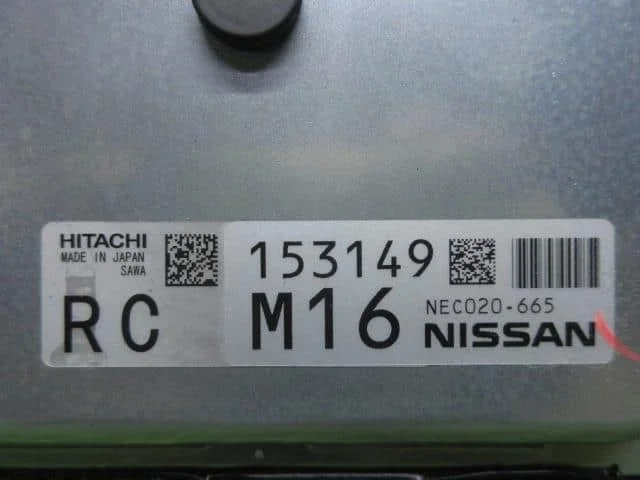 HITACHI
MADE IN JAPAN
SAWA
RC
153149
M16
NEC020-665
NISSAN